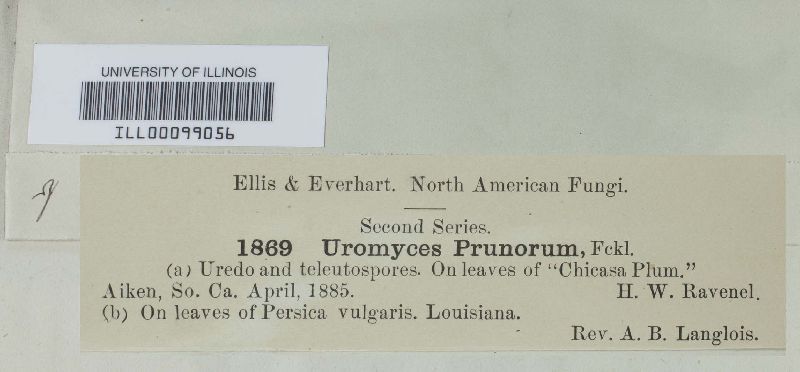 UNIVERSITY OF ILLINOIS
ILL00099056
Ellis & Everhart. North American Fungi.
Second Series.
1869 Uromyces Prunorum, Fckl.
(a) Uredo and teleutospores. On leaves of "Chicasa Plum."
Aiken, So. Ca. April, 1885. H. W. Ravenel.
(b) On leaves of Persica vulgaris. Louisiana.
Rev. A. B. Langlois.